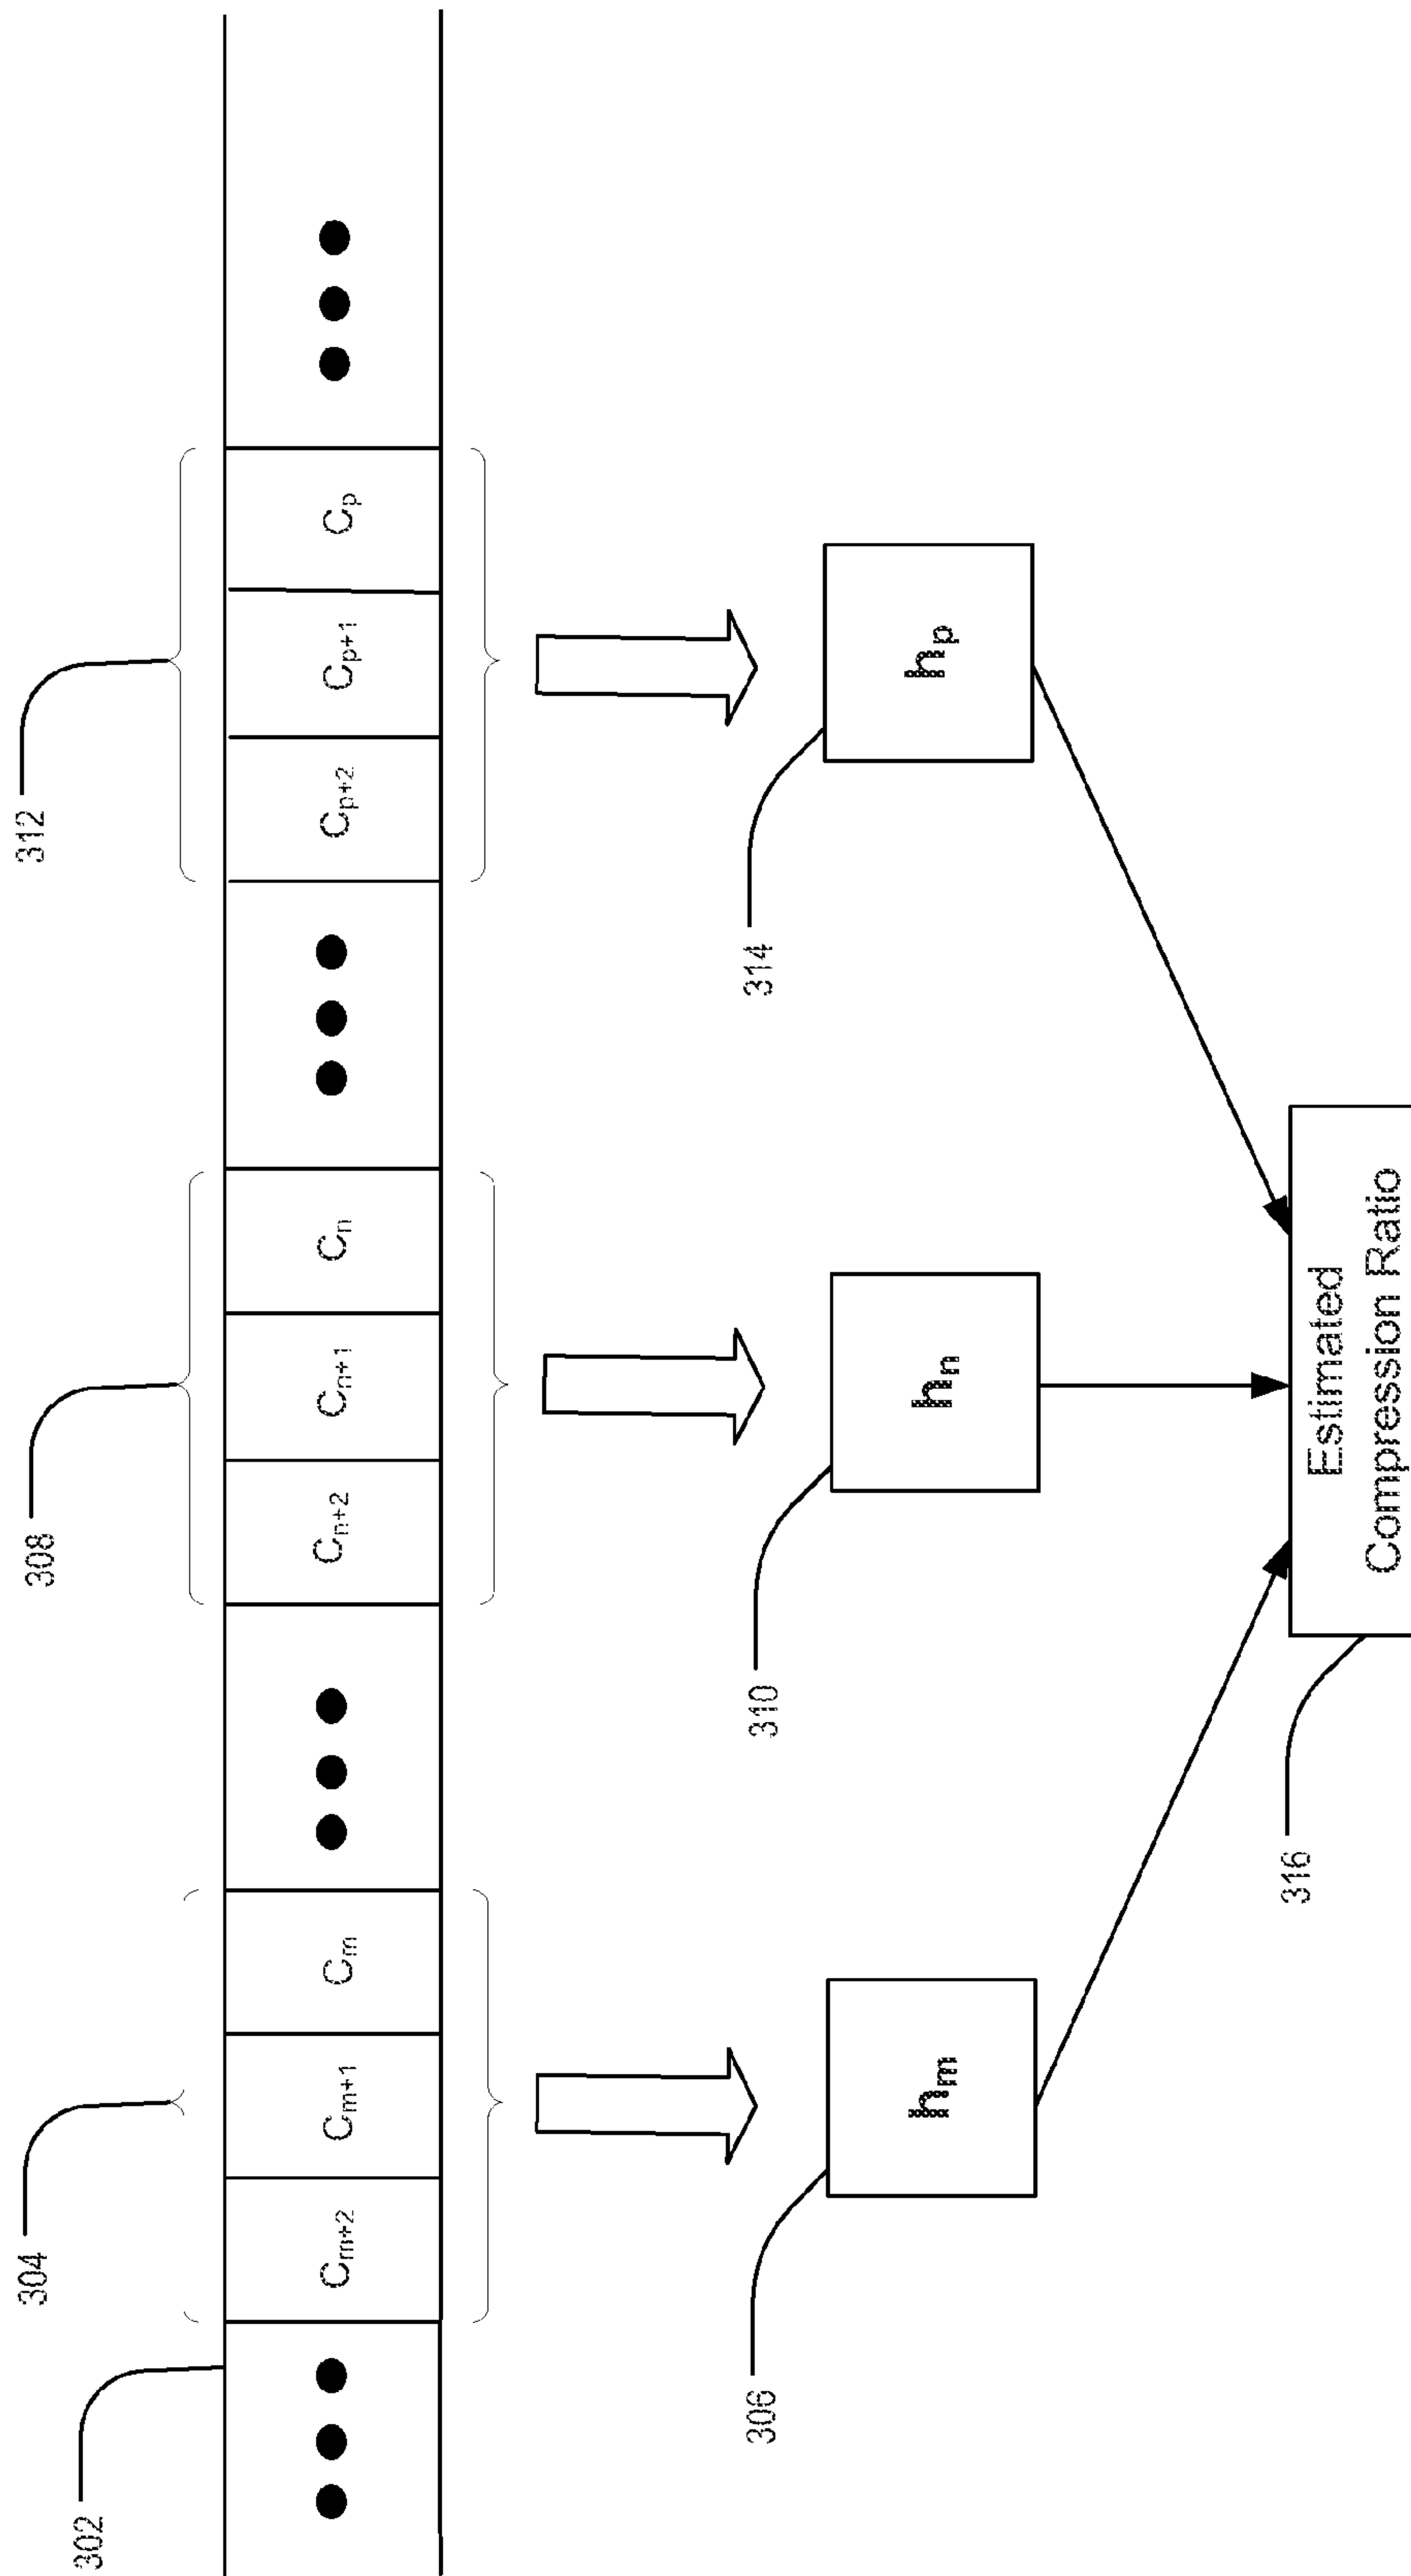 302
304
308
312
Cm+2
Cm+1
Cm
Cn+2
Cn+1
Cn
Cp+2
Cp+1
Cp
306
310
314
hm
hn
hp
316
Estimated
Compression Ratio